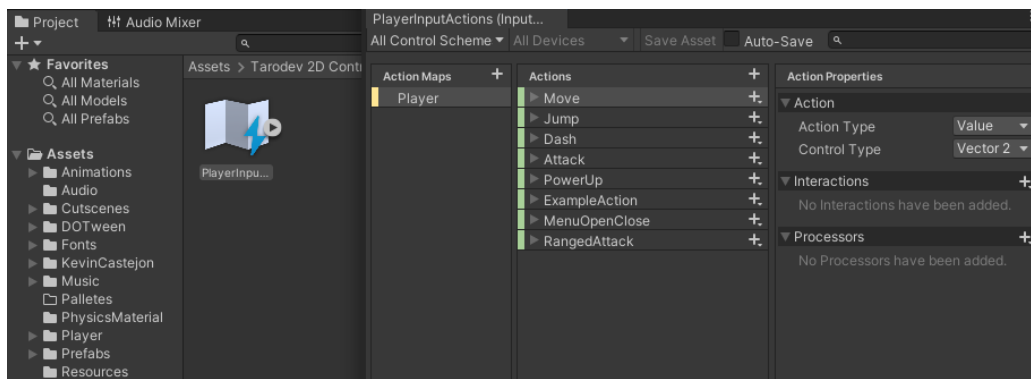 Project
Audio Mixer
Favorites
All Materials
All Models
All Prefabs
Assets
Animations
Audio
Cutscenes
DOTween
Fonts
KevinCastejon
Music
Palletes
PhysicsMaterial
Player
Prefabs
Resources
Assets > Tarodev 2D Contr
PlayerInpu...
PlayerInputActions (Input...
All Control Scheme All Devices Save Asset Auto-Save
Action Maps
Player
Actions
Move
Jump
Dash
Attack
PowerUp
ExampleAction
MenuOpenClose
RangedAttack
Action Properties
Action
Action Type Value
Control Type Vector 2
Interactions
No Interactions have been added.
Processors
No Processors have been added.